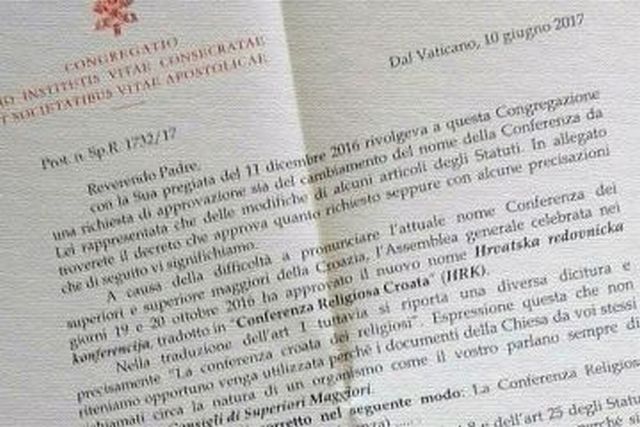 CONGREGATIO
IO INSTITUTIS VITAE CONSECRATAE
T SOCIETATIBUS VITAE APOSTOLICAE
Dal Vaticano, 10 giugno 2017
Prot. n. Sp.R. 1732/17
Reverendo Padre,
con la Sua pregiata del 11 dicembre 2016 rivolgeva a questa Congregazione
una richiesta di approvazione sia del cambiamento del nome della Conferenza da
Lei rappresentata che delle modifiche di alcuni articoli degli Statuti. In allegato
troverete il decreto che approva quanto richiesto seppure con alcune precisazioni
che di seguito vi significhiamo.
A causa della difficoltà a pronunciare l'attuale nome Conferenza dei
superiori e superiore maggiori della Croazia, l'Assemblea generale celebrata nei
giorni 19 e 20 ottobre 2016 ha approvato il nuovo nome Hrvatska redovnicka
konferencija, tradotto in "Conferenza Religiosa Croata" (HRK).
Nella traduzione dell'art 1 tuttavia si riporta una diversa dicitura e
precisamente "La conferenza croata dei religiosi". Espressione questa che non
riteniamo opportuno venga utilizzata perché i documenti della Chiesa da voi stessi
chiamati circa la natura di un organismo come il vostro parlano sempre di
Consigli di Superiori Maggiori.
corretto nel seguente modo: La Conferenza Religios
8 e dell'art 25 degli Statu